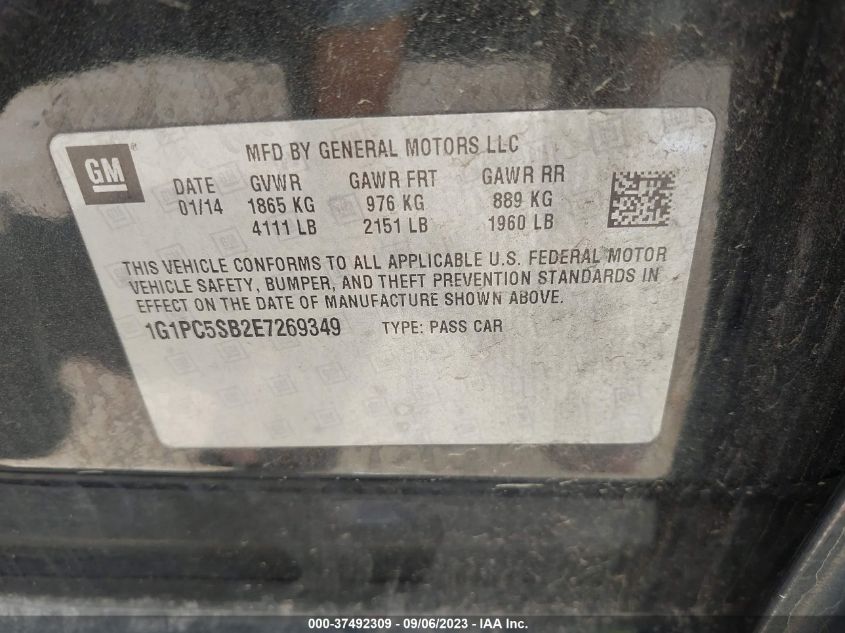 GM
MFD BY GENERAL MOTORS LLC
DATE GVWR GAWR FRT GAWR RR
01/14 1865 KG 976 KG 889 KG
4111 LB 2151 LB 1960 LB
THIS VEHICLE CONFORMS TO ALL APPLICABLE U.S. FEDERAL MOTOR
VEHICLE SAFETY, BUMPER, AND THEFT PREVENTION STANDARDS IN
EFFECT ON THE DATE OF MANUFACTURE SHOWN ABOVE.
1G1PC5SB2E7269349 TYPE: PASS CAR
000-37492309 - 09/06/2023 - © IAA, Inc.